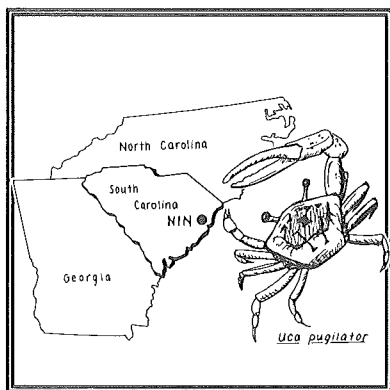 North Carolina
South
Carolina
NIN
Georgia
Uca pugilator